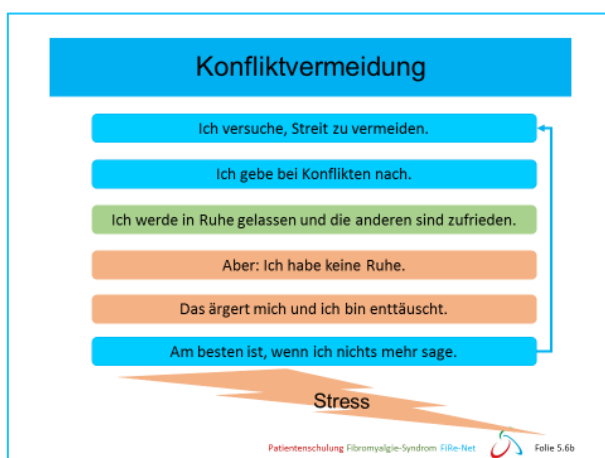 Konfliktvermeidung
Ich versuche, Streit zu vermeiden.
Ich gebe bei Konflikten nach.
Ich werde in Ruhe gelassen und die anderen sind zufrieden.
Aber: Ich habe keine Ruhe.
Das ärgert mich und ich bin enttäuscht.
Am besten ist, wenn ich nichts mehr sage.
Stress
Patientenschulung Fibromyalgie-Syndrom FiRe-Net Folie 5.6b